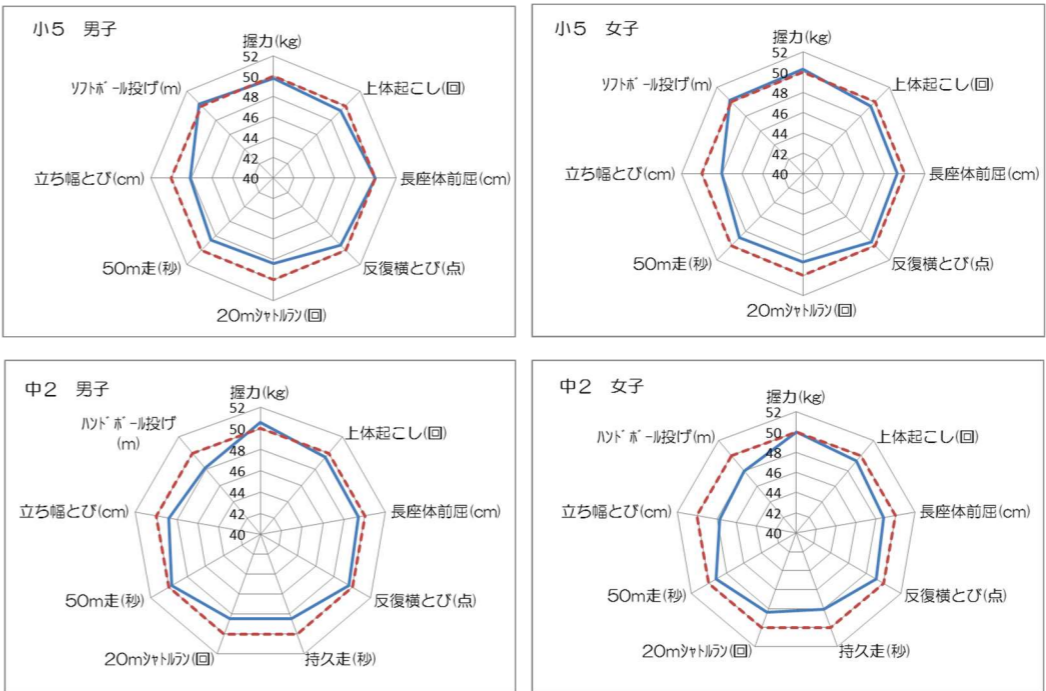 小5 男子
握力(kg)
52
50
48
46
44
42
40
上体起こし(回)
長座体前屈(cm)
反復横とび(点)
20mｼｬﾄﾙﾗﾝ(回)
50m走(秒)
立ち幅とび(cm)
ｿﾌﾄﾎﾞｰﾙ投げ(m)
小5 女子
握力(kg)
52
50
48
46
44
42
40
上体起こし(回)
長座体前屈(cm)
反復横とび(点)
20mｼｬﾄﾙﾗﾝ(回)
50m走(秒)
立ち幅とび(cm)
ｿﾌﾄﾎﾞｰﾙ投げ(m)
中2 男子
握力(kg)
52
50
48
46
44
42
40
上体起こし(回)
長座体前屈(cm)
反復横とび(点)
持久走(秒)
20mｼｬﾄﾙﾗﾝ(回)
50m走(秒)
立ち幅とび(cm)
ﾊﾝﾄﾞﾎﾞｰﾙ投げ
(m)
中2 女子
握力(kg)
52
50
48
46
44
42
40
上体起こし(回)
長座体前屈(cm)
反復横とび(点)
持久走(秒)
20mｼｬﾄﾙﾗﾝ(回)
50m走(秒)
立ち幅とび(cm)
ﾊﾝﾄﾞﾎﾞｰﾙ投げ(m)